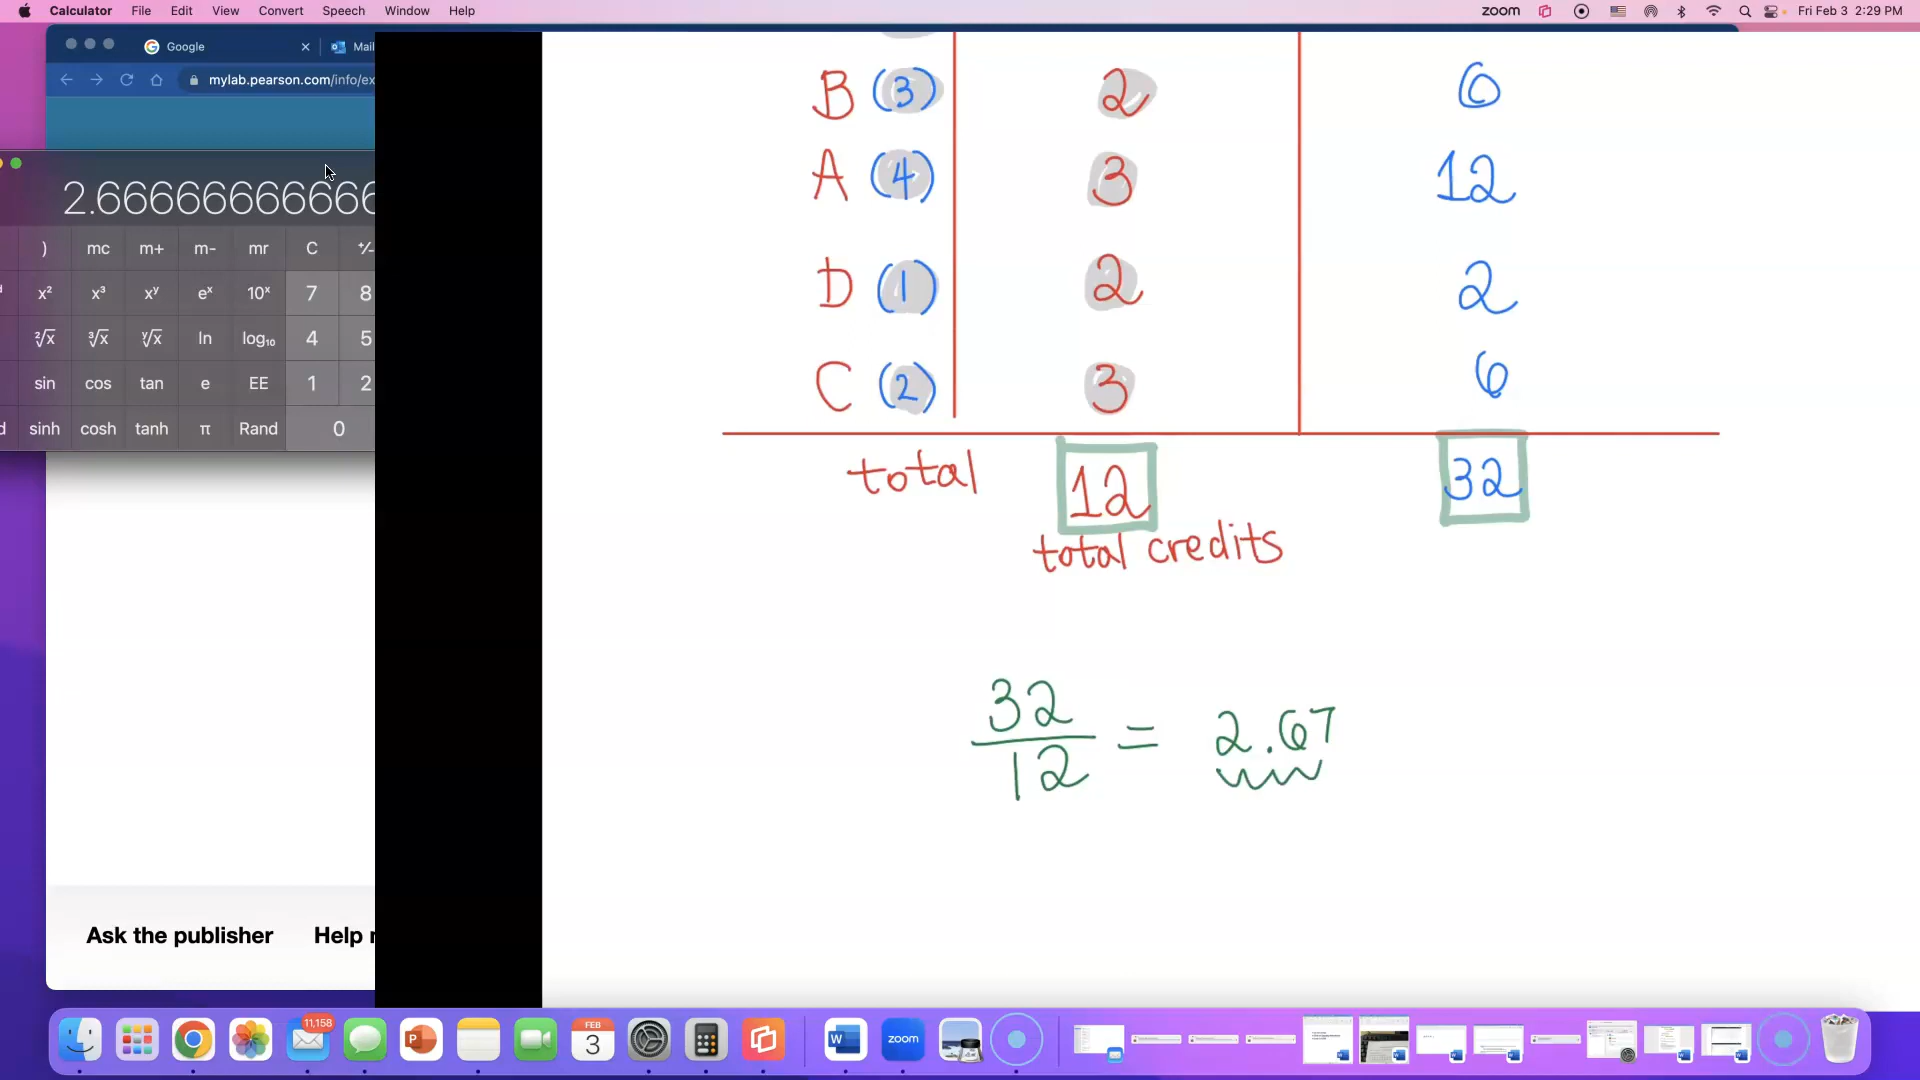 Calculator File Edit View Convert Speech Window Help zoom Fri Feb 3 2:29 PM
Google Mail
mylab.pearson.com/info/ex
2.666666666666
) mc m+ m- mr C +⁄-
x² x³ xʸ eˣ 10ˣ 7 8
²√x ³√x ʸ√x ln log₁₀ 4 5
sin cos tan e EE 1 2
sinh cosh tanh π Rand 0
B (3) 2 6
A (4) 3 12
D (1) 2 2
C (2) 3 6
total 12 32
total credits
32
12
= 2.67
Ask the publisher Help
11,158
FEB
3
zoom